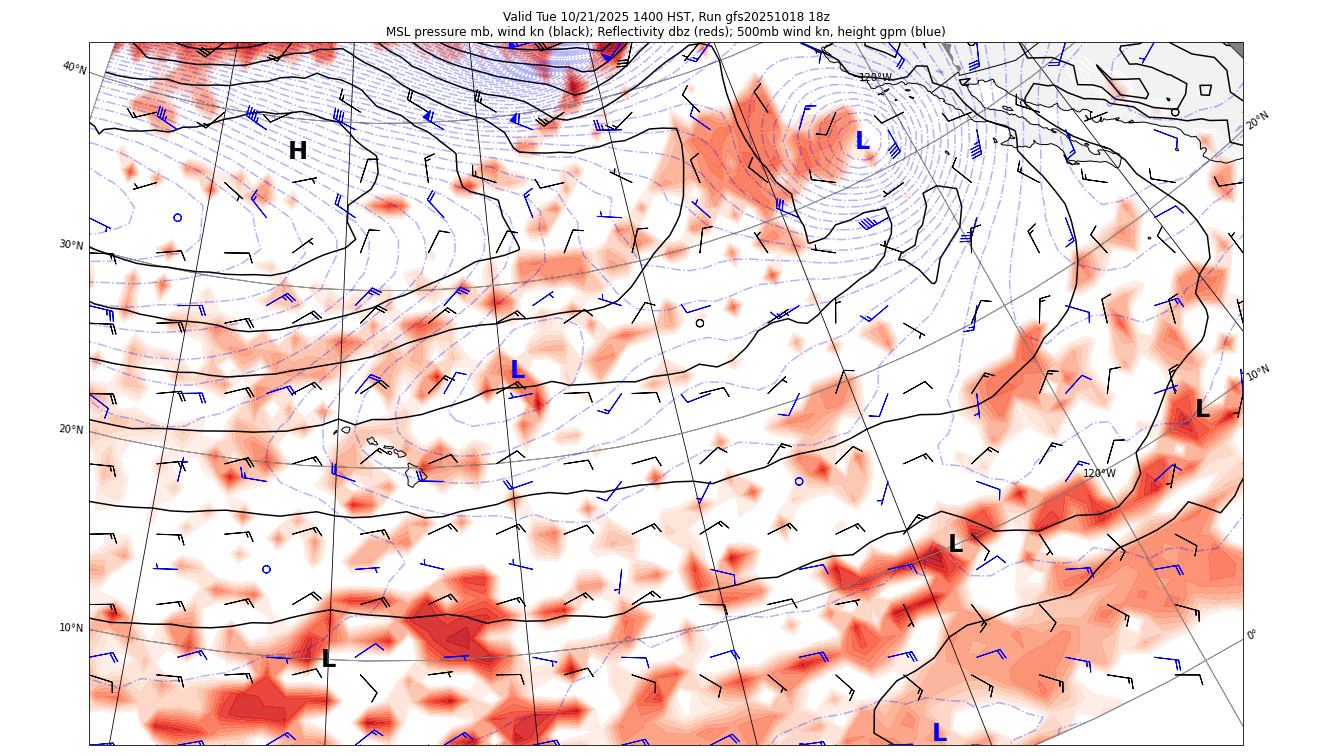 Valid Tue 10/21/2025 1400 HST, Run gfs20251018 18z
MSL pressure mb, wind kn (black); Reflectivity dbz (reds); 500mb wind kn, height gpm (blue)
40°N
120°W
20°N
L
H
30°N
L
10°N
L
20°N
120°W
L
10°N
0°
L
L